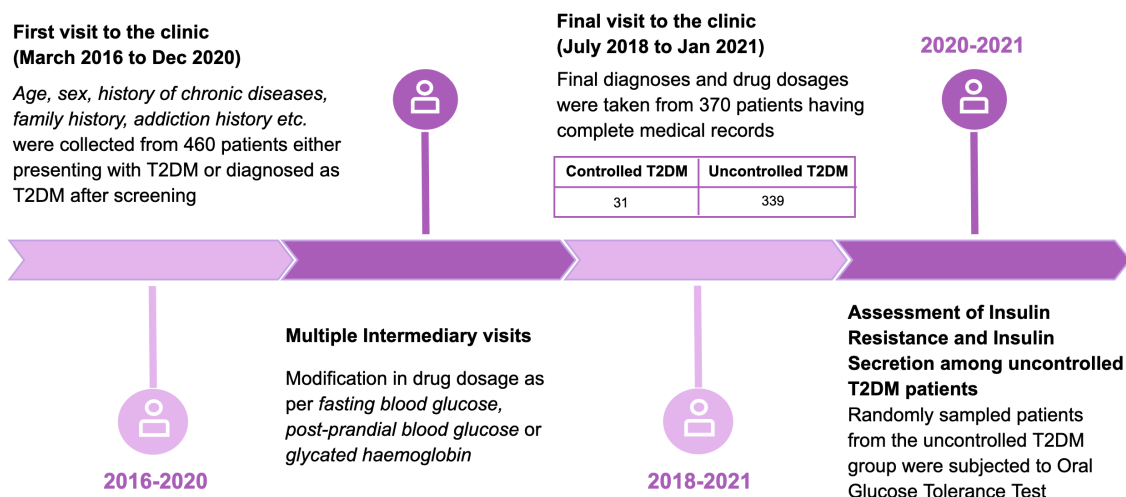 First visit to the clinic
(March 2016 to Dec 2020)
Age, sex, history of chronic diseases,
family history, addiction history etc.
were collected from 460 patients either
presenting with T2DM or diagnosed as
T2DM after screening
2016-2020
Multiple Intermediary visits
Modification in drug dosage as
per fasting blood glucose,
post-prandial blood glucose or
glycated haemoglobin
Final visit to the clinic
(July 2018 to Jan 2021)
Final diagnoses and drug dosages
were taken from 370 patients having
complete medical records
Controlled T2DM Uncontrolled T2DM
31 339
2018-2021
2020-2021
Assessment of Insulin
Resistance and Insulin
Secretion among uncontrolled
T2DM patients
Randomly sampled patients
from the uncontrolled T2DM
group were subjected to Oral
Glucose Tolerance Test